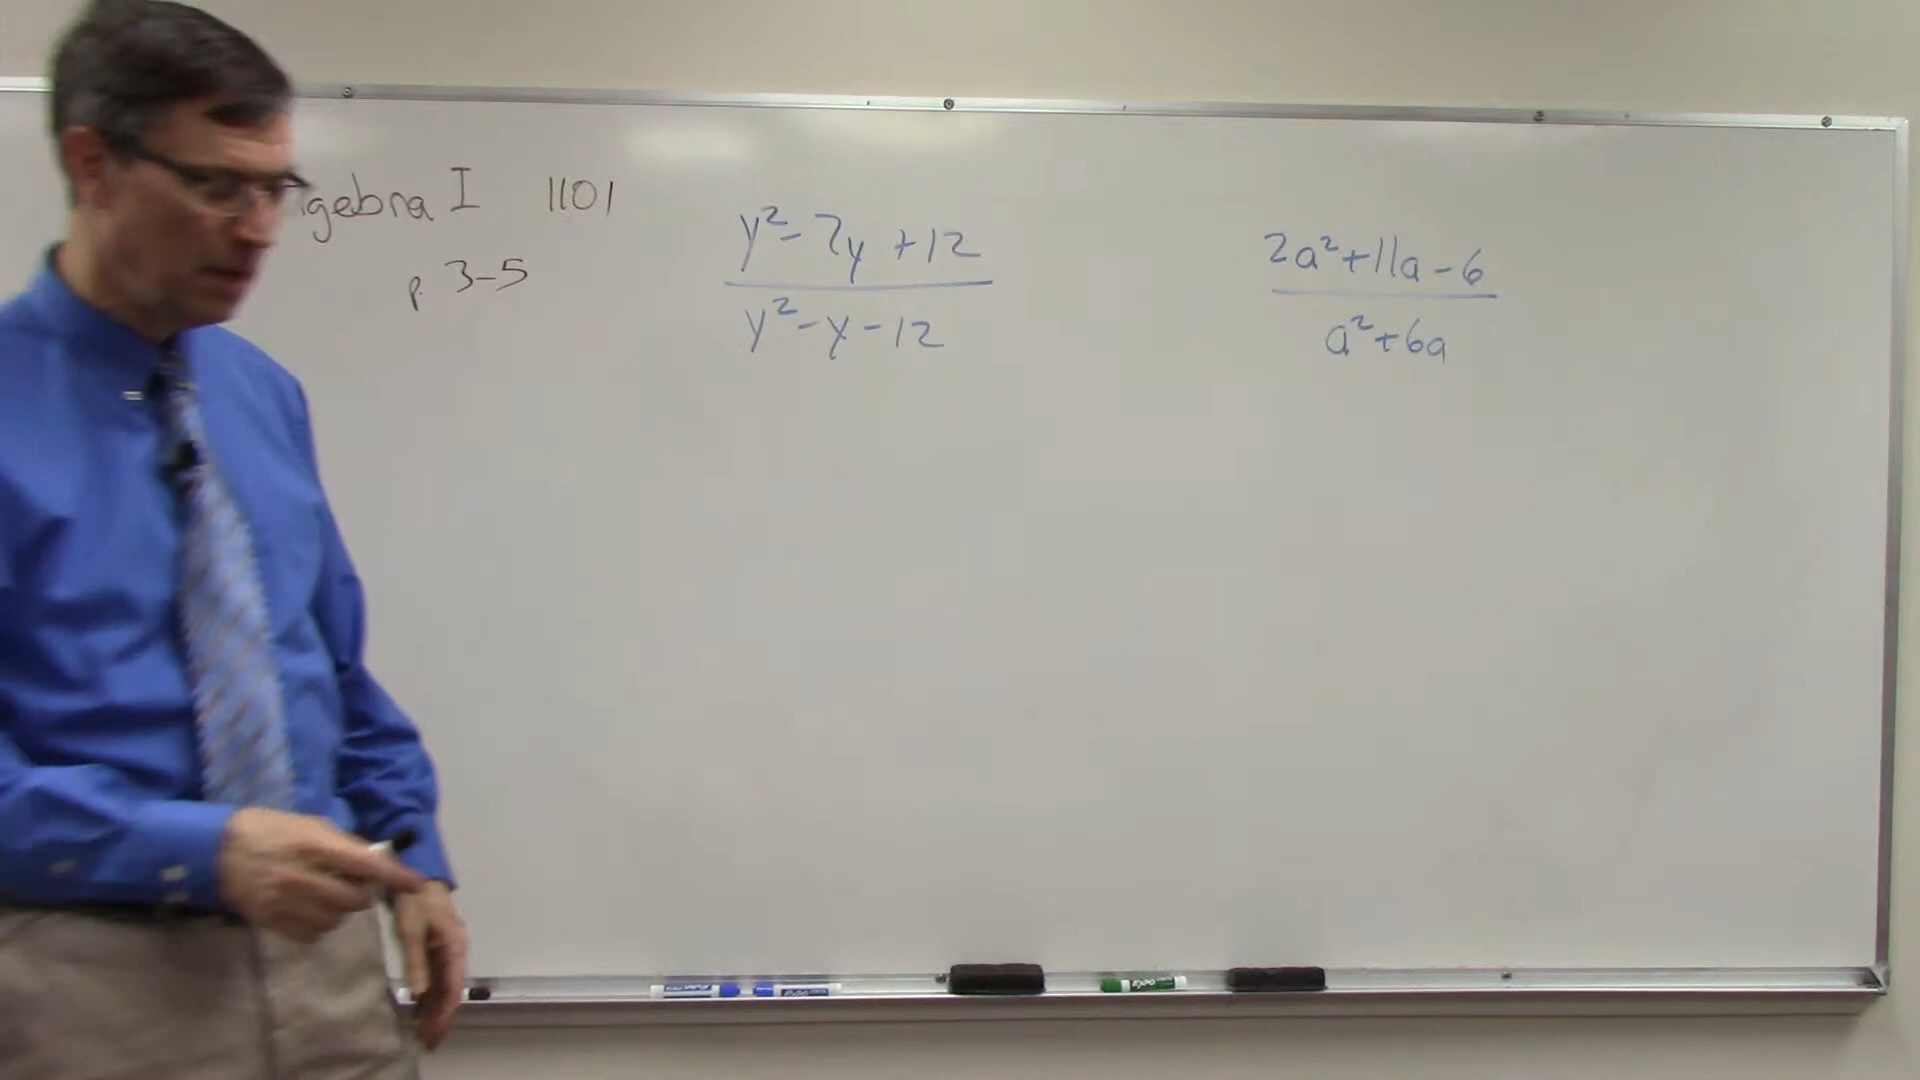 gebra I 1101
p. 3-5
y² - 7y + 12
y² - y - 12
2a² + 11a - 6
a² + 6a